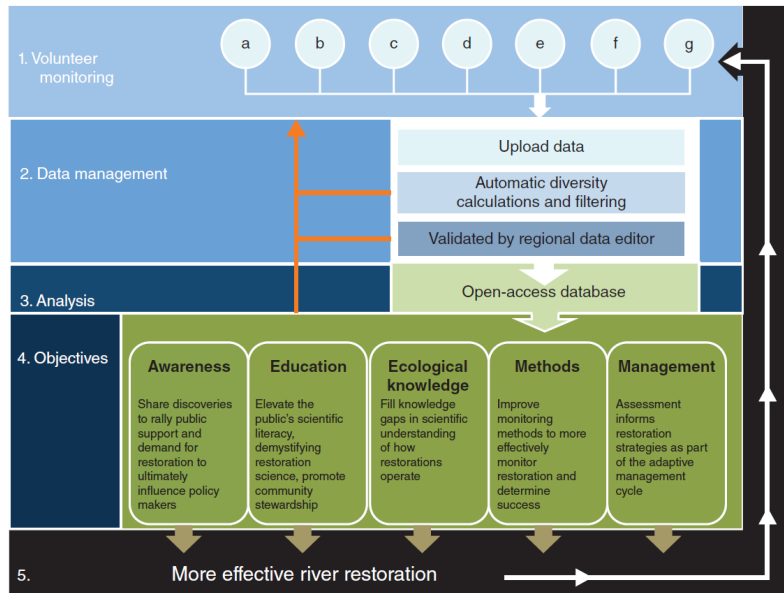 1. Volunteer
monitoring
a
b
c
d
e
f
g
2. Data management
Upload data
Automatic diversity
calculations and filtering
Validated by regional data editor
3. Analysis
Open-access database
4. Objectives
Awareness
Share discoveries
to rally public
support and
demand for
restoration to
ultimately
influence policy
makers
Education
Elevate the
public's scientific
literacy,
demystifying
restoration
science, promote
community
stewardship
Ecological
knowledge
Fill knowledge
gaps in scientific
understanding
of how
restorations
operate
Methods
Improve
monitoring
methods to more
effectively
monitor
restoration and
determine
success
Management
Assessment
informs
restoration
strategies as part
of the adaptive
management
cycle
5.
More effective river restoration